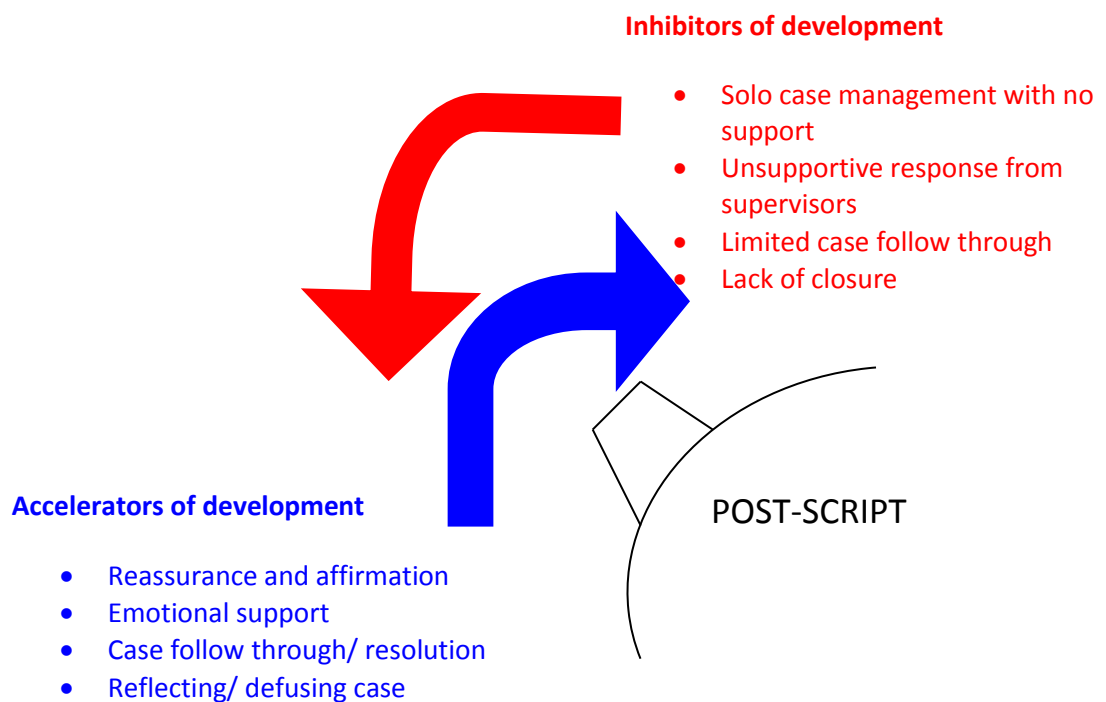 Inhibitors of development
• Solo case management with no
support
• Unsupportive response from
supervisors
• Limited case follow through
• Lack of closure
Accelerators of development
POST-SCRIPT
• Reassurance and affirmation
• Emotional support
• Case follow through/ resolution
• Reflecting/ defusing case